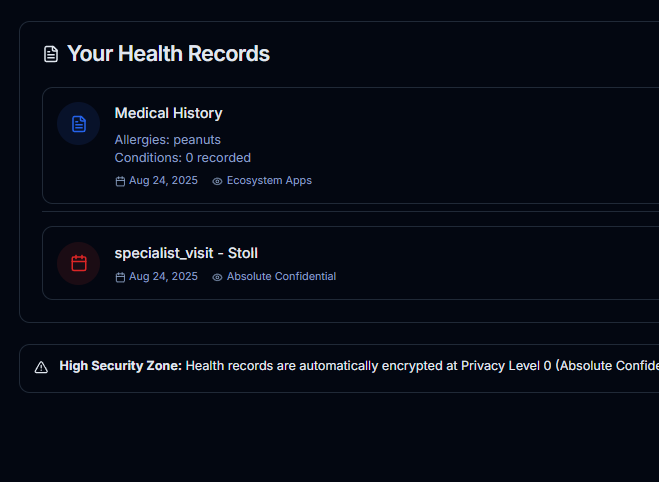 Your Health Records
Medical History
Allergies: peanuts
Conditions: 0 recorded
Aug 24, 2025 Ecosystem Apps
specialist_visit - Stoll
Aug 24, 2025 Absolute Confidential
High Security Zone: Health records are automatically encrypted at Privacy Level 0 (Absolute Confide